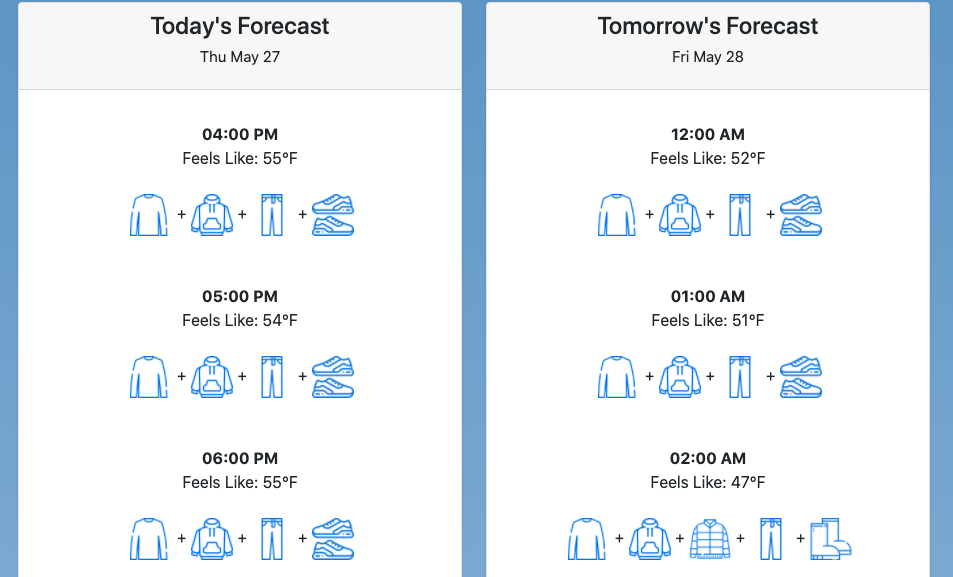 Today's Forecast
Thu May 27
04:00 PM
Feels Like: 55°F
+ + +
05:00 PM
Feels Like: 54°F
+ + +
06:00 PM
Feels Like: 55°F
+ + +
Tomorrow's Forecast
Fri May 28
12:00 AM
Feels Like: 52°F
+ + +
01:00 AM
Feels Like: 51°F
+ + +
02:00 AM
Feels Like: 47°F
+ + + +